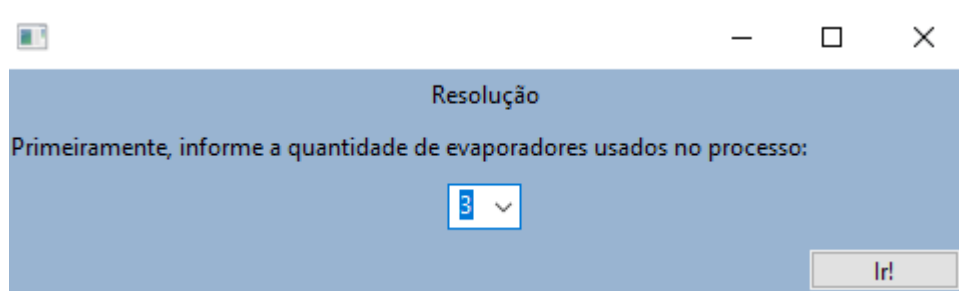 Resolução
Primeiramente, informe a quantidade de evaporadores usados no processo:
3
Ir!